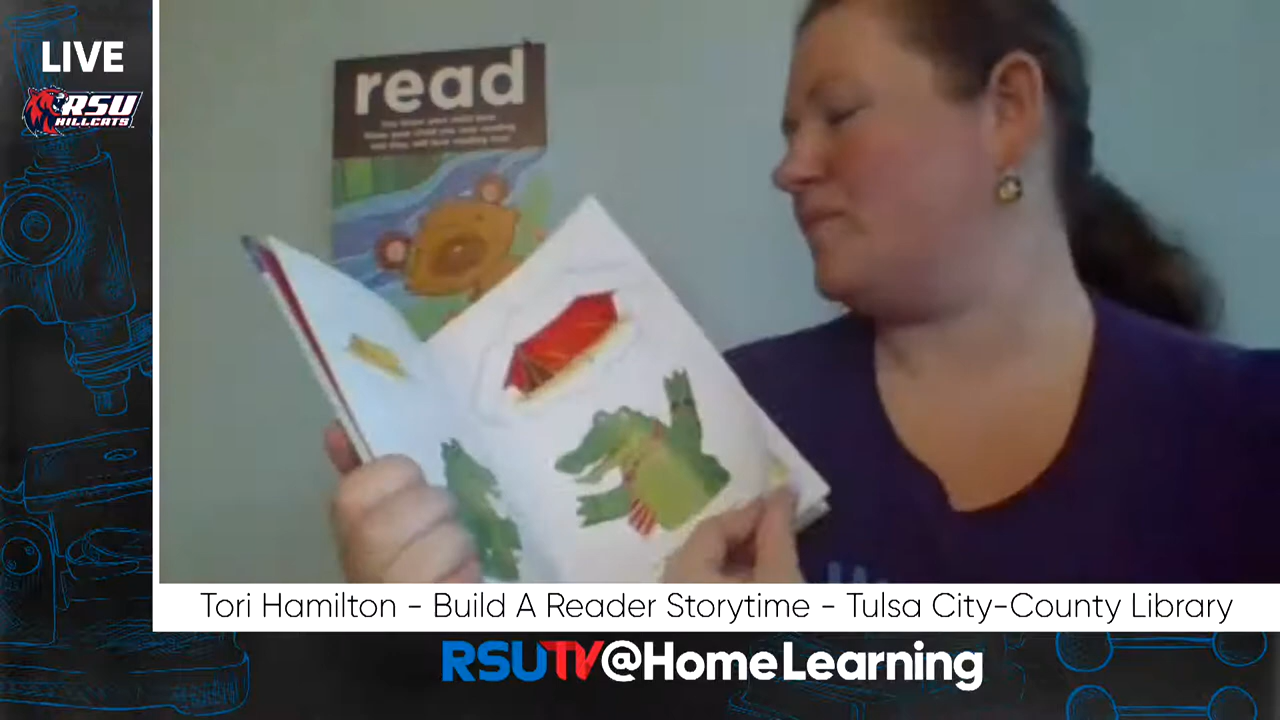 LIVE
RSU
HILLCATS
read
Tori Hamilton - Build A Reader Storytime - Tulsa City-County Library
RSUTV@HomeLearning